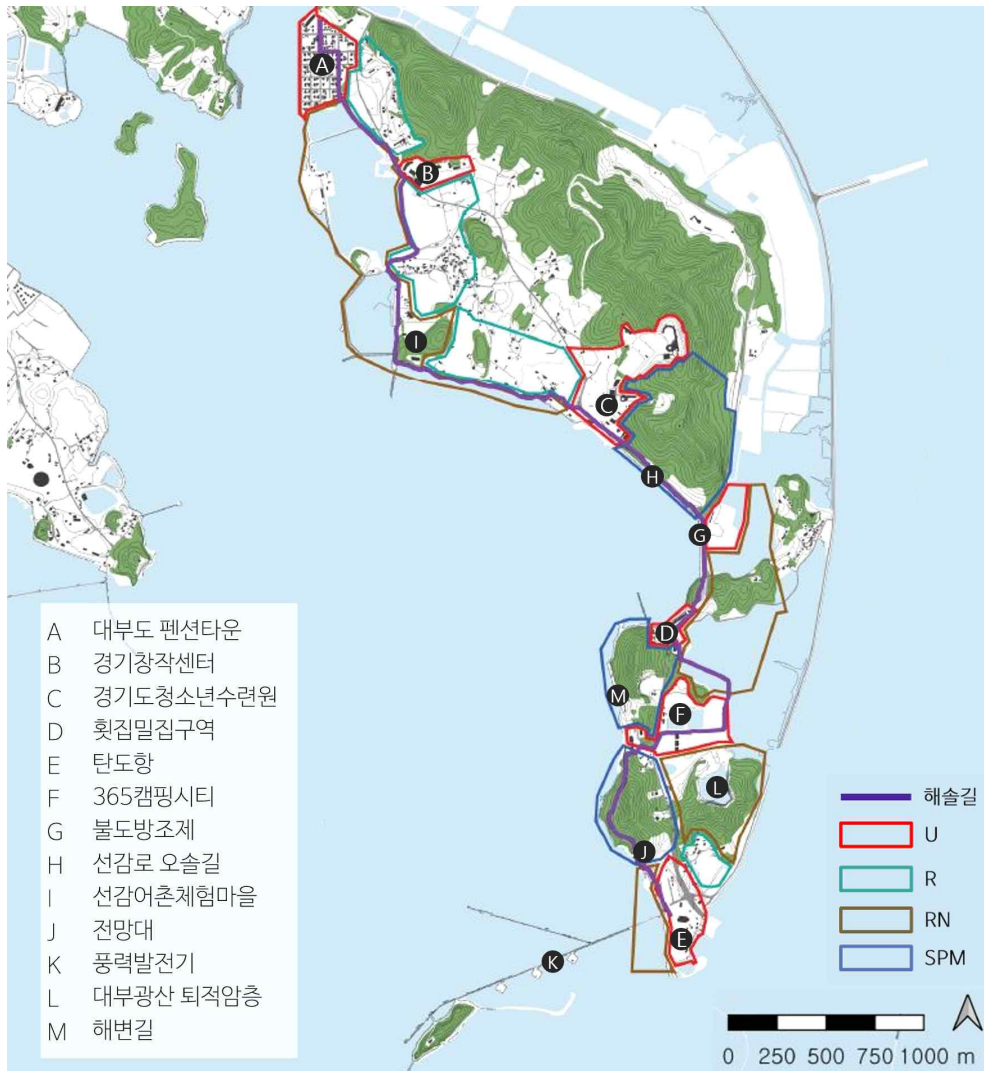 A
B
I
C
H
G
D
M
F
L
J
E
K
A 대부도 펜션타운
B 경기창작센터
C 경기도청소년수련원
D 횟집밀집구역
E 탄도항
F 365캠핑시티
G 불도방조제
H 선감로 오솔길
I 선감어촌체험마을
J 전망대
K 풍력발전기
L 대부광산 퇴적암층
M 해변길
해솔길
U
R
RN
SPM
0 250 500 750 1000 m